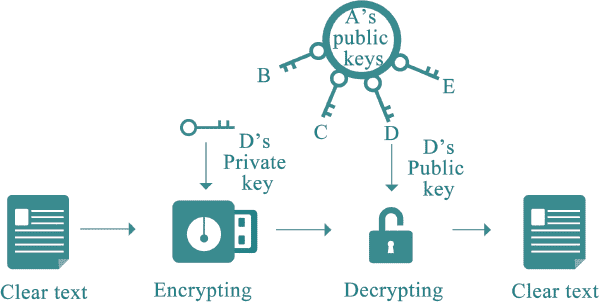 A's
public
keys
B
E
C
D
D's
Private
key
D's
Public
key
Clear text
Encrypting
Decrypting
Clear text